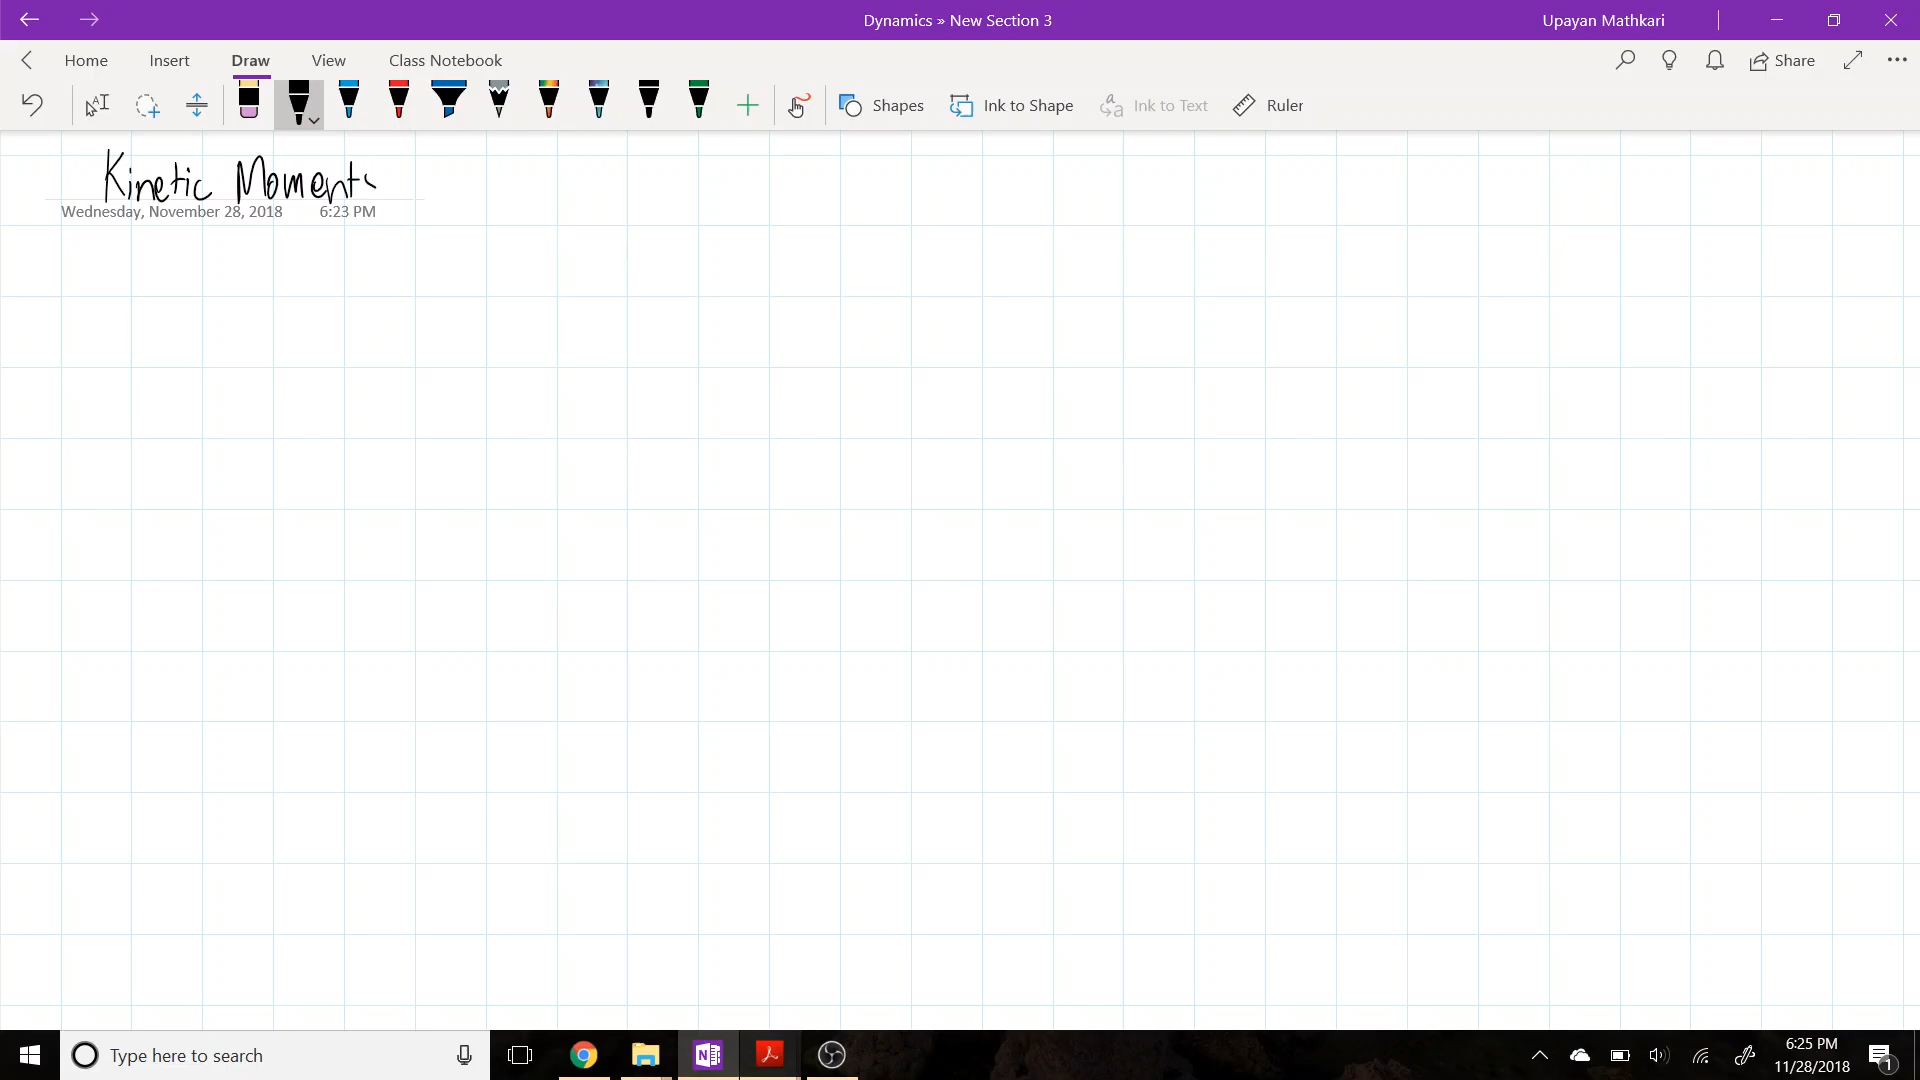 Dynamics » New Section 3
Upayan Mathkari
Home Insert Draw View Class Notebook
Share
Shapes Ink to Shape Ink to Text Ruler
Kinetic Moments
Wednesday, November 28, 2018 6:23 PM
Type here to search
6:25 PM
11/28/2018
1